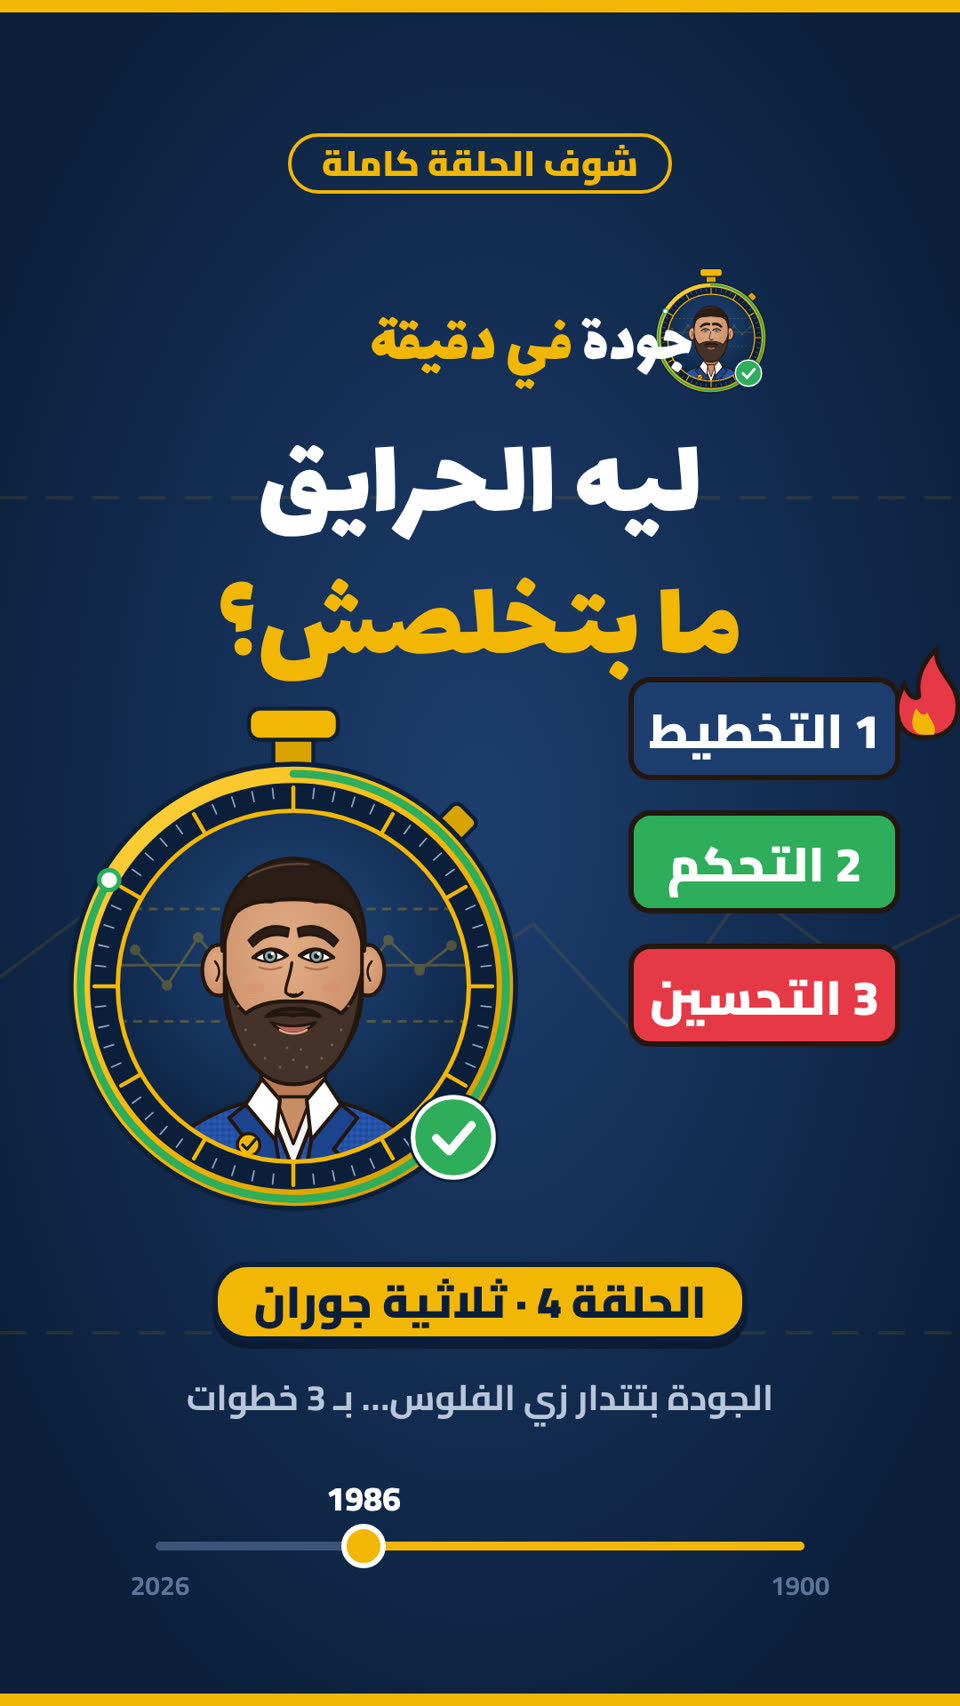 شوف الحلقة كاملة
جودة في دقيقة
ليه الحرايق
ما بتخلصش؟
1 التخطيط
2 التحكم
3 التحسين
الحلقة 4 · ثلاثية جوران
الجودة بتتدار زي الفلوس... بـ 3 خطوات
1986
1900
2026